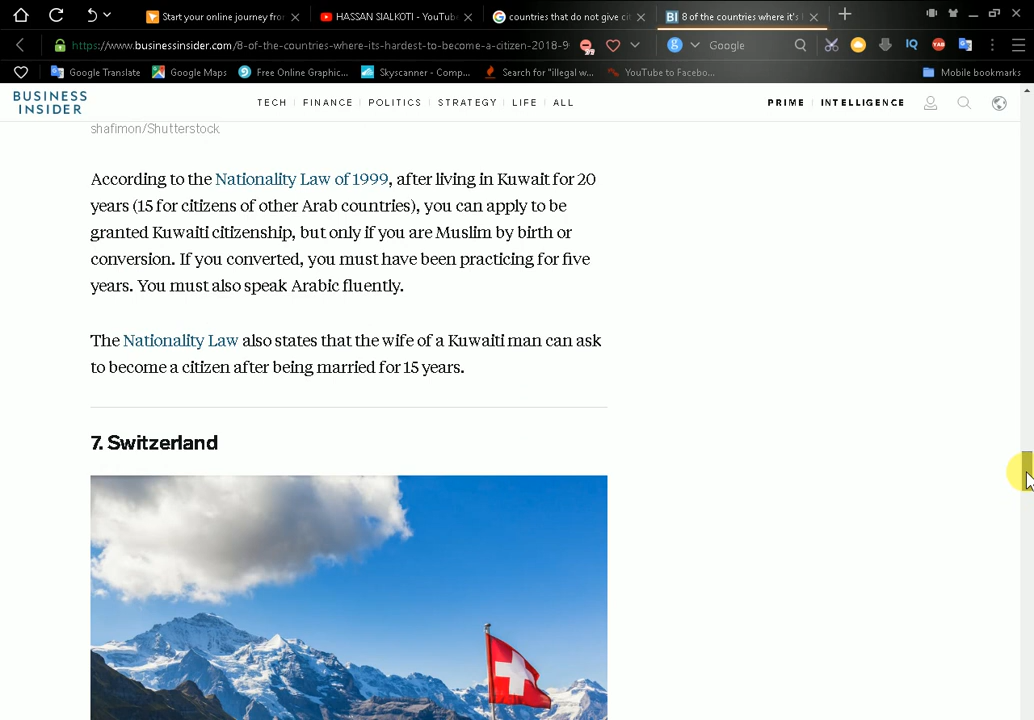 Start your online journey fro
HASSAN SIALKOTI - YouTub
countries that do not give ci
BI 8 of the countries where it's
https://www.businessinsider.com/8-of-the-countries-where-its-hardest-to-become-a-citizen-2018-9
g Google
IQ
YAB
Google Translate
Google Maps
Free Online Graphic...
Skyscanner - Comp...
Search for "illegal w...
YouTube to Facebo...
Mobile bookmarks
BUSINESS
INSIDER
TECH | FINANCE | POLITICS | STRATEGY | LIFE | ALL
PRIME | INTELLIGENCE
shafimon/Shutterstock
According to the Nationality Law of 1999, after living in Kuwait for 20
years (15 for citizens of other Arab countries), you can apply to be
granted Kuwaiti citizenship, but only if you are Muslim by birth or
conversion. If you converted, you must have been practicing for five
years. You must also speak Arabic fluently.
The Nationality Law also states that the wife of a Kuwaiti man can ask
to become a citizen after being married for 15 years.
7. Switzerland